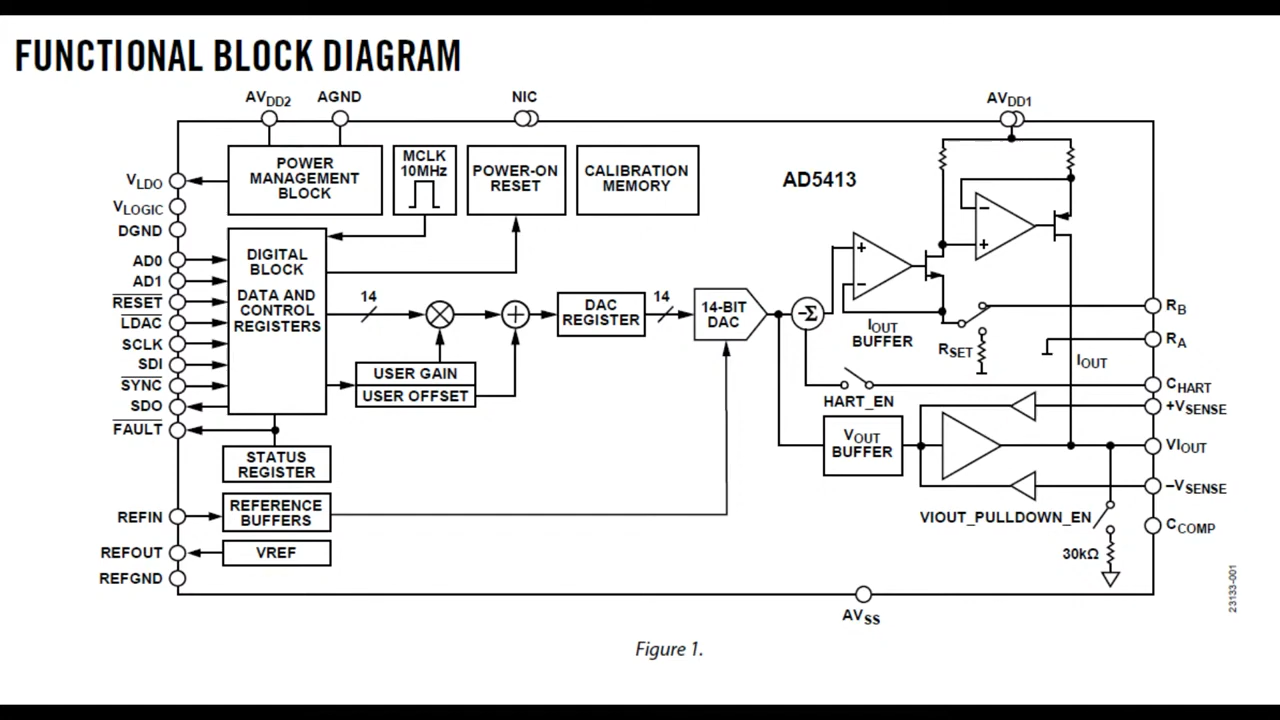 FUNCTIONAL BLOCK DIAGRAM
AVDD2
AGND
NIC
AVDD1
VLDO
VLOGIC
DGND
AD0
AD1
RESET
LDAC
SCLK
SDI
SYNC
SDO
FAULT
REFIN
REFOUT
REFGND
POWER
MANAGEMENT
BLOCK
MCLK
10MHz
POWER-ON
RESET
CALIBRATION
MEMORY
AD5413
DIGITAL
BLOCK
DATA AND
CONTROL
REGISTERS
14
DAC
REGISTER
14
14-BIT
DAC
USER GAIN
USER OFFSET
STATUS
REGISTER
REFERENCE
BUFFERS
VREF
–Σ
+
–
IOUT
BUFFER
–
+
RSET
IOUT
HART_EN
VOUT
BUFFER
VIOUT_PULLDOWN_EN
30kΩ
RB
RA
CHART
+VSENSE
VIOUT
–VSENSE
CCOMP
AVSS
23133-001
Figure 1.